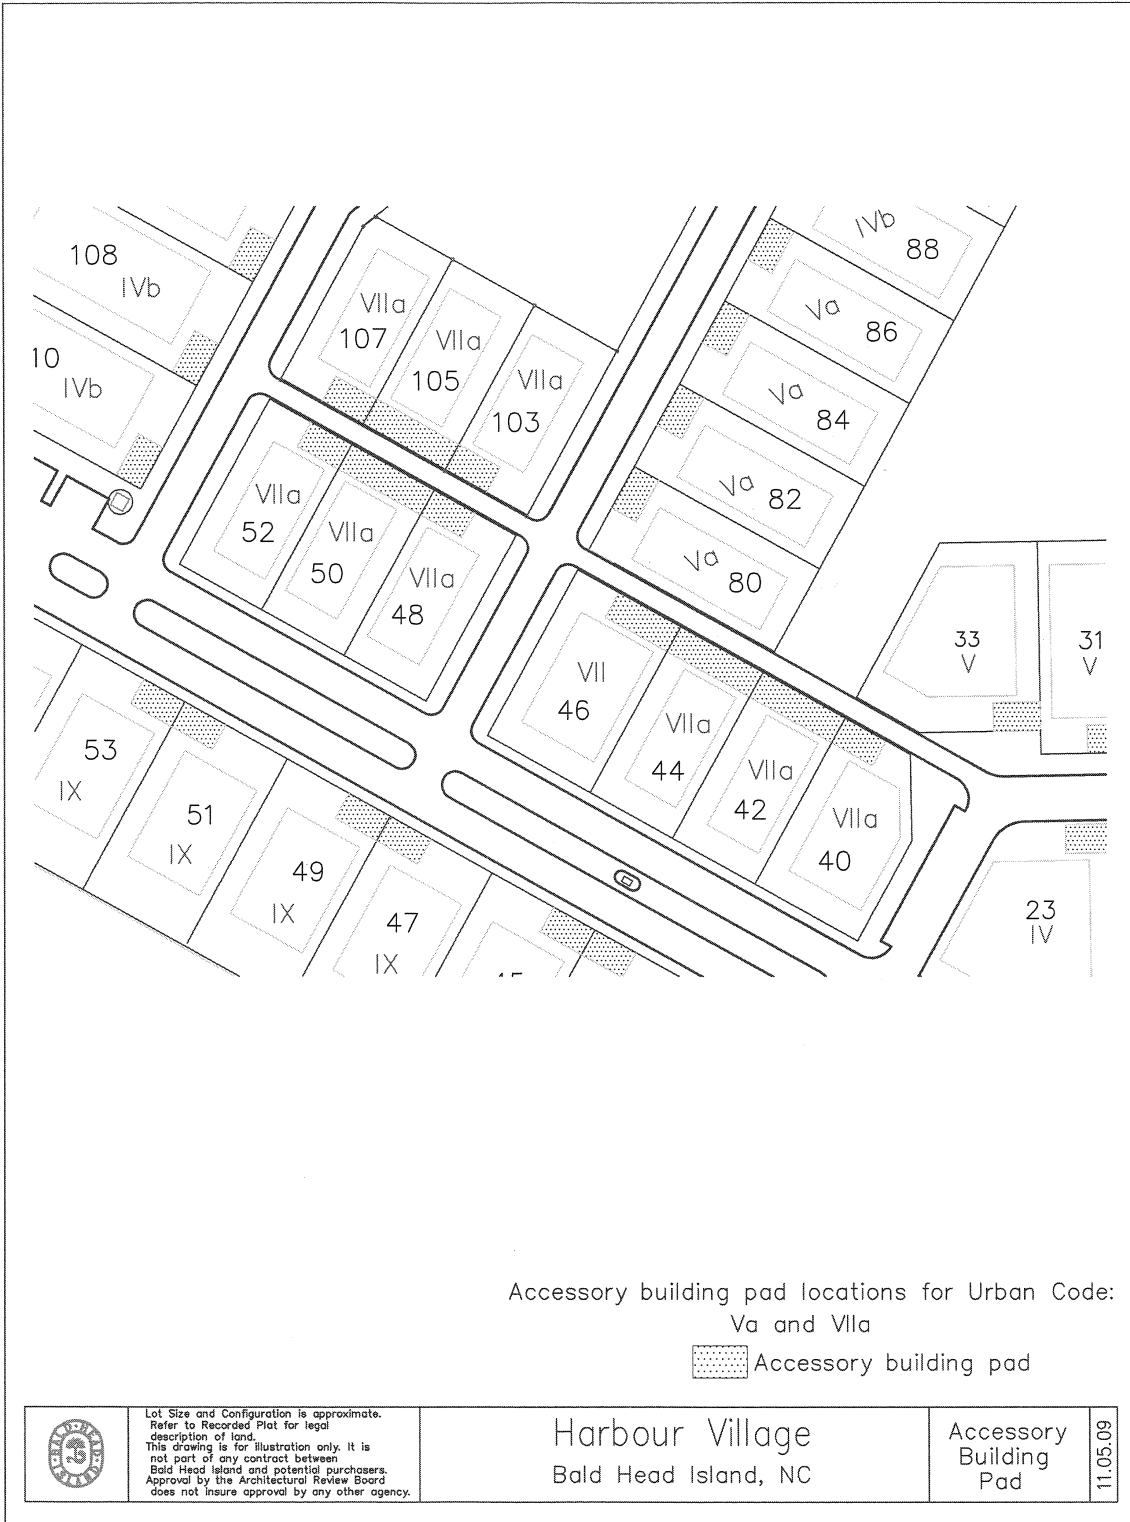 108
IVb
10
IVb
VIIa
107
VIIa
105
VIIa
103
IVb
88
Va
86
Va
84
Va
82
Va
80
VIIa
52
VIIa
50
VIIa
48
VII
46
VIIa
44
VIIa
42
VIIa
40
33
V
31
V
23
IV
53
IX
51
IX
49
IX
47
IX
Accessory building pad locations for Urban Code:
Va and VIIa
Accessory building pad
BALD HEAD ISLAND
Lot Size and Configuration is approximate.
Refer to Recorded Plat for legal
description of land.
This drawing is for illustration only. It is
not part of any contract between
Bald Head Island and potential purchasers.
Approval by the Architectural Review Board
does not insure approval by any other agency.
Harbour Village
Bald Head Island, NC
Accessory
Building
Pad
11.05.09